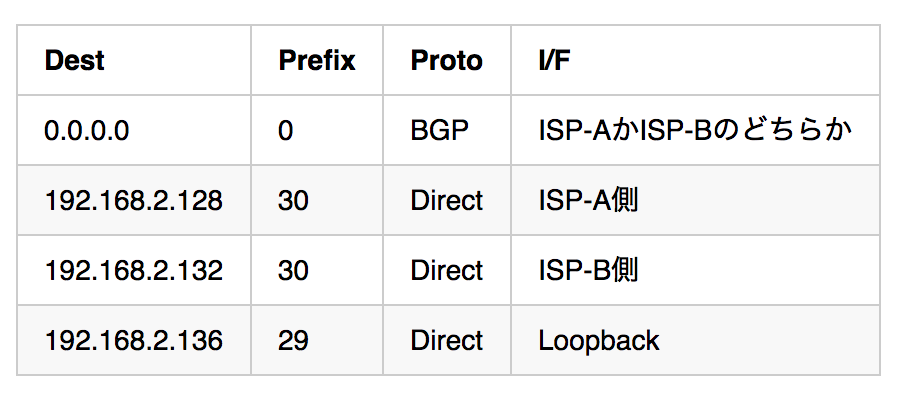 Dest Prefix Proto I/F
0.0.0.0 0 BGP ISP-AかISP-Bのどちらか
192.168.2.128 30 Direct ISP-A側
192.168.2.132 30 Direct ISP-B側
192.168.2.136 29 Direct Loopback